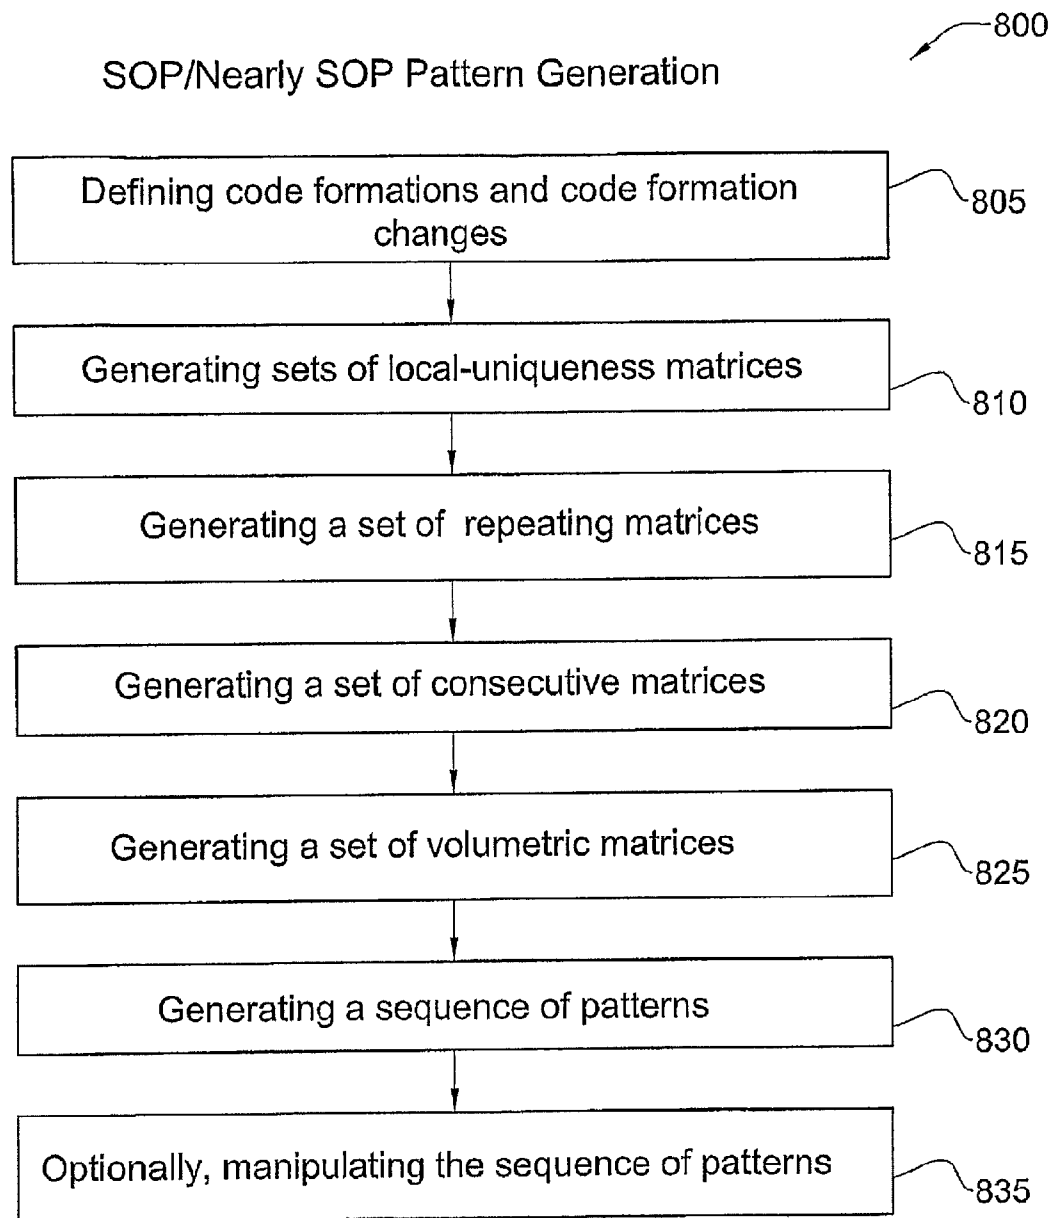 800
SOP/Nearly SOP Pattern Generation
Defining code formations and code formation
changes
805
Generating sets of local-uniqueness matrices
810
Generating a set of repeating matrices
815
Generating a set of consecutive matrices
820
Generating a set of volumetric matrices
825
Generating a sequence of patterns
830
Optionally, manipulating the sequence of patterns
835